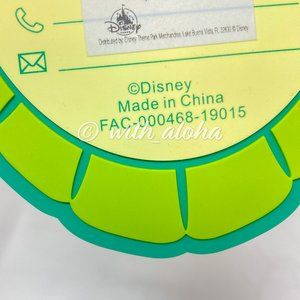 Disney
Distributed by Disney Theme Park Merchandise, Lake Buena Vista, FL 32830 © Disney
©Disney
Made in China
© with_aloha
FAC-000468-19015